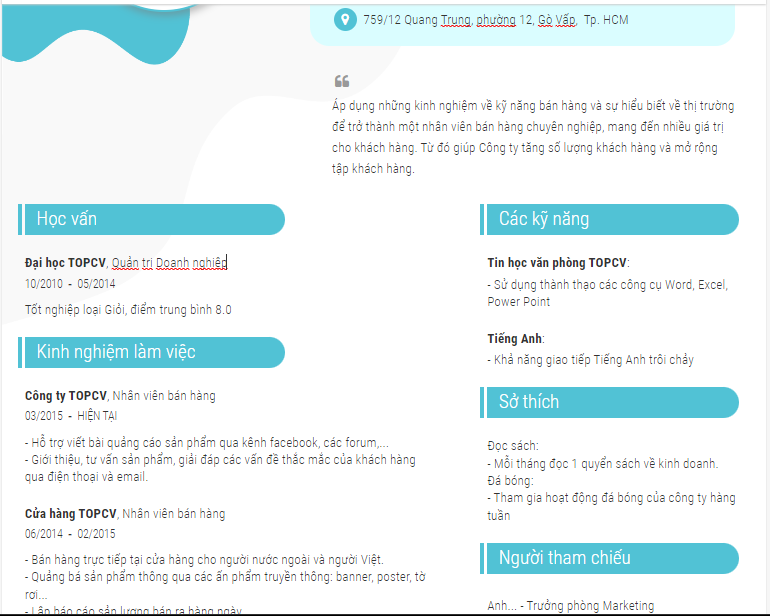 759/12 Quang Trung, phường 12, Gò Vấp, Tp. HCM
Áp dụng những kinh nghiệm về kỹ năng bán hàng và sự hiểu biết về thị trường
để trở thành một nhân viên bán hàng chuyên nghiệp, mang đến nhiều giá trị
cho khách hàng. Từ đó giúp Công ty tăng số lượng khách hàng và mở rộng
tập khách hàng.
Học vấn
Đại học TOPCV, Quản trị Doanh nghiệp
10/2010 - 05/2014
Tốt nghiệp loại Giỏi, điểm trung bình 8.0
Kinh nghiệm làm việc
Công ty TOPCV, Nhân viên bán hàng
03/2015 - HIỆN TẠI
- Hỗ trợ viết bài quảng cáo sản phẩm qua kênh facebook, các forum,...
- Giới thiệu, tư vấn sản phẩm, giải đáp các vấn đề thắc mắc của khách hàng
qua điện thoại và email.
Cửa hàng TOPCV, Nhân viên bán hàng
06/2014 - 02/2015
- Bán hàng trực tiếp tại cửa hàng cho người nước ngoài và người Việt.
- Quảng bá sản phẩm thông qua các ấn phẩm truyền thông: banner, poster, tờ
rơi...
- Lập báo cáo sản lượng bán ra hàng ngày
Các kỹ năng
Tin học văn phòng TOPCV:
- Sử dụng thành thạo các công cụ Word, Excel,
Power Point
Tiếng Anh:
- Khả năng giao tiếp Tiếng Anh trôi chảy
Sở thích
Đọc sách:
- Mỗi tháng đọc 1 quyển sách về kinh doanh.
Đá bóng:
- Tham gia hoạt động đá bóng của công ty hàng
tuần
Người tham chiếu
Anh... - Trưởng phòng Marketing